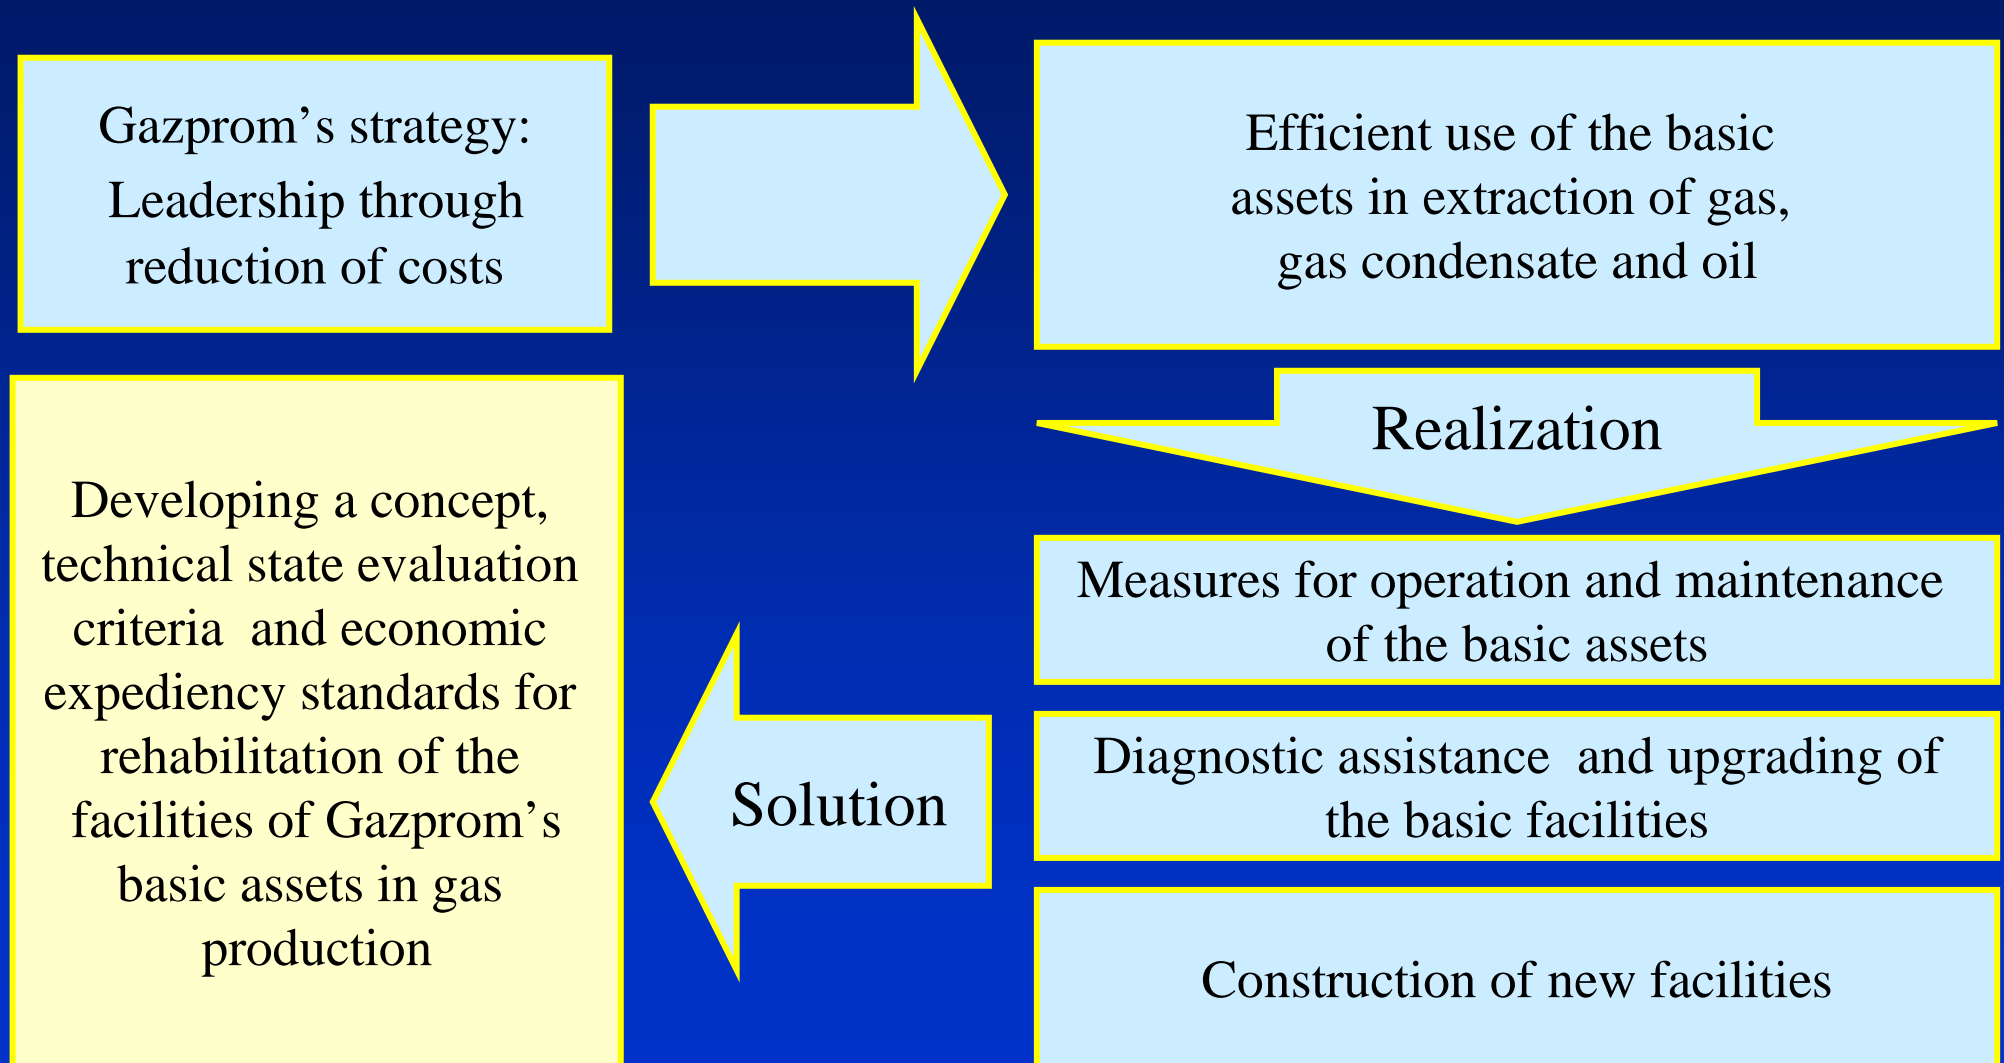 Gazprom’s strategy:
Leadership through
reduction of costs
Efficient use of the basic
assets in extraction of gas,
gas condensate and oil
Realization
Measures for operation and maintenance
of the basic assets
Diagnostic assistance  and upgrading of
the basic facilities
Construction of new facilities
Solution
Developing a concept,
technical state evaluation
criteria  and economic
expediency standards for
rehabilitation of the
facilities of Gazprom’s
basic assets in gas
production